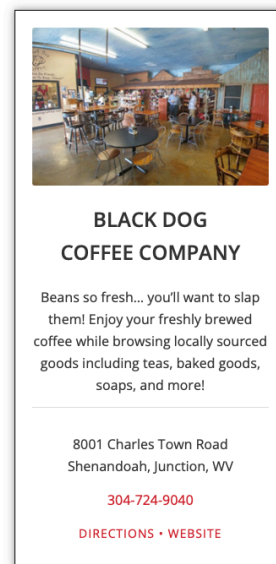 BLACK DOG
COFFEE COMPANY
Beans so fresh... you'll want to slap
them! Enjoy your freshly brewed
coffee while browsing locally sourced
goods including teas, baked goods,
soaps, and more!
8001 Charles Town Road
Shenandoah, Junction, WV
304-724-9040
DIRECTIONS • WEBSITE